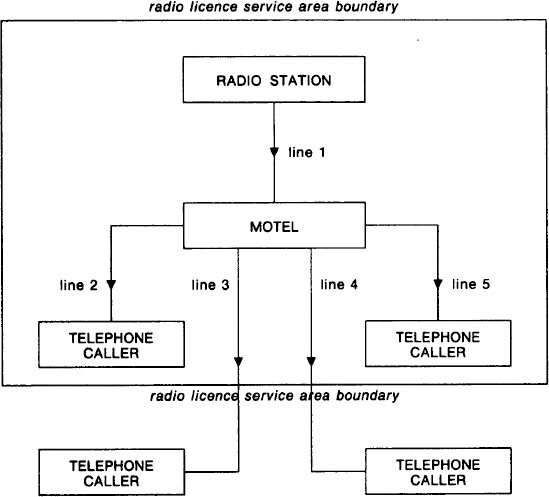 radio licence service area boundary
RADIO STATION
line 1
MOTEL
line 2
line 3
line 4
line 5
TELEPHONE
CALLER
TELEPHONE
CALLER
radio licence service area boundary
TELEPHONE
CALLER
TELEPHONE
CALLER